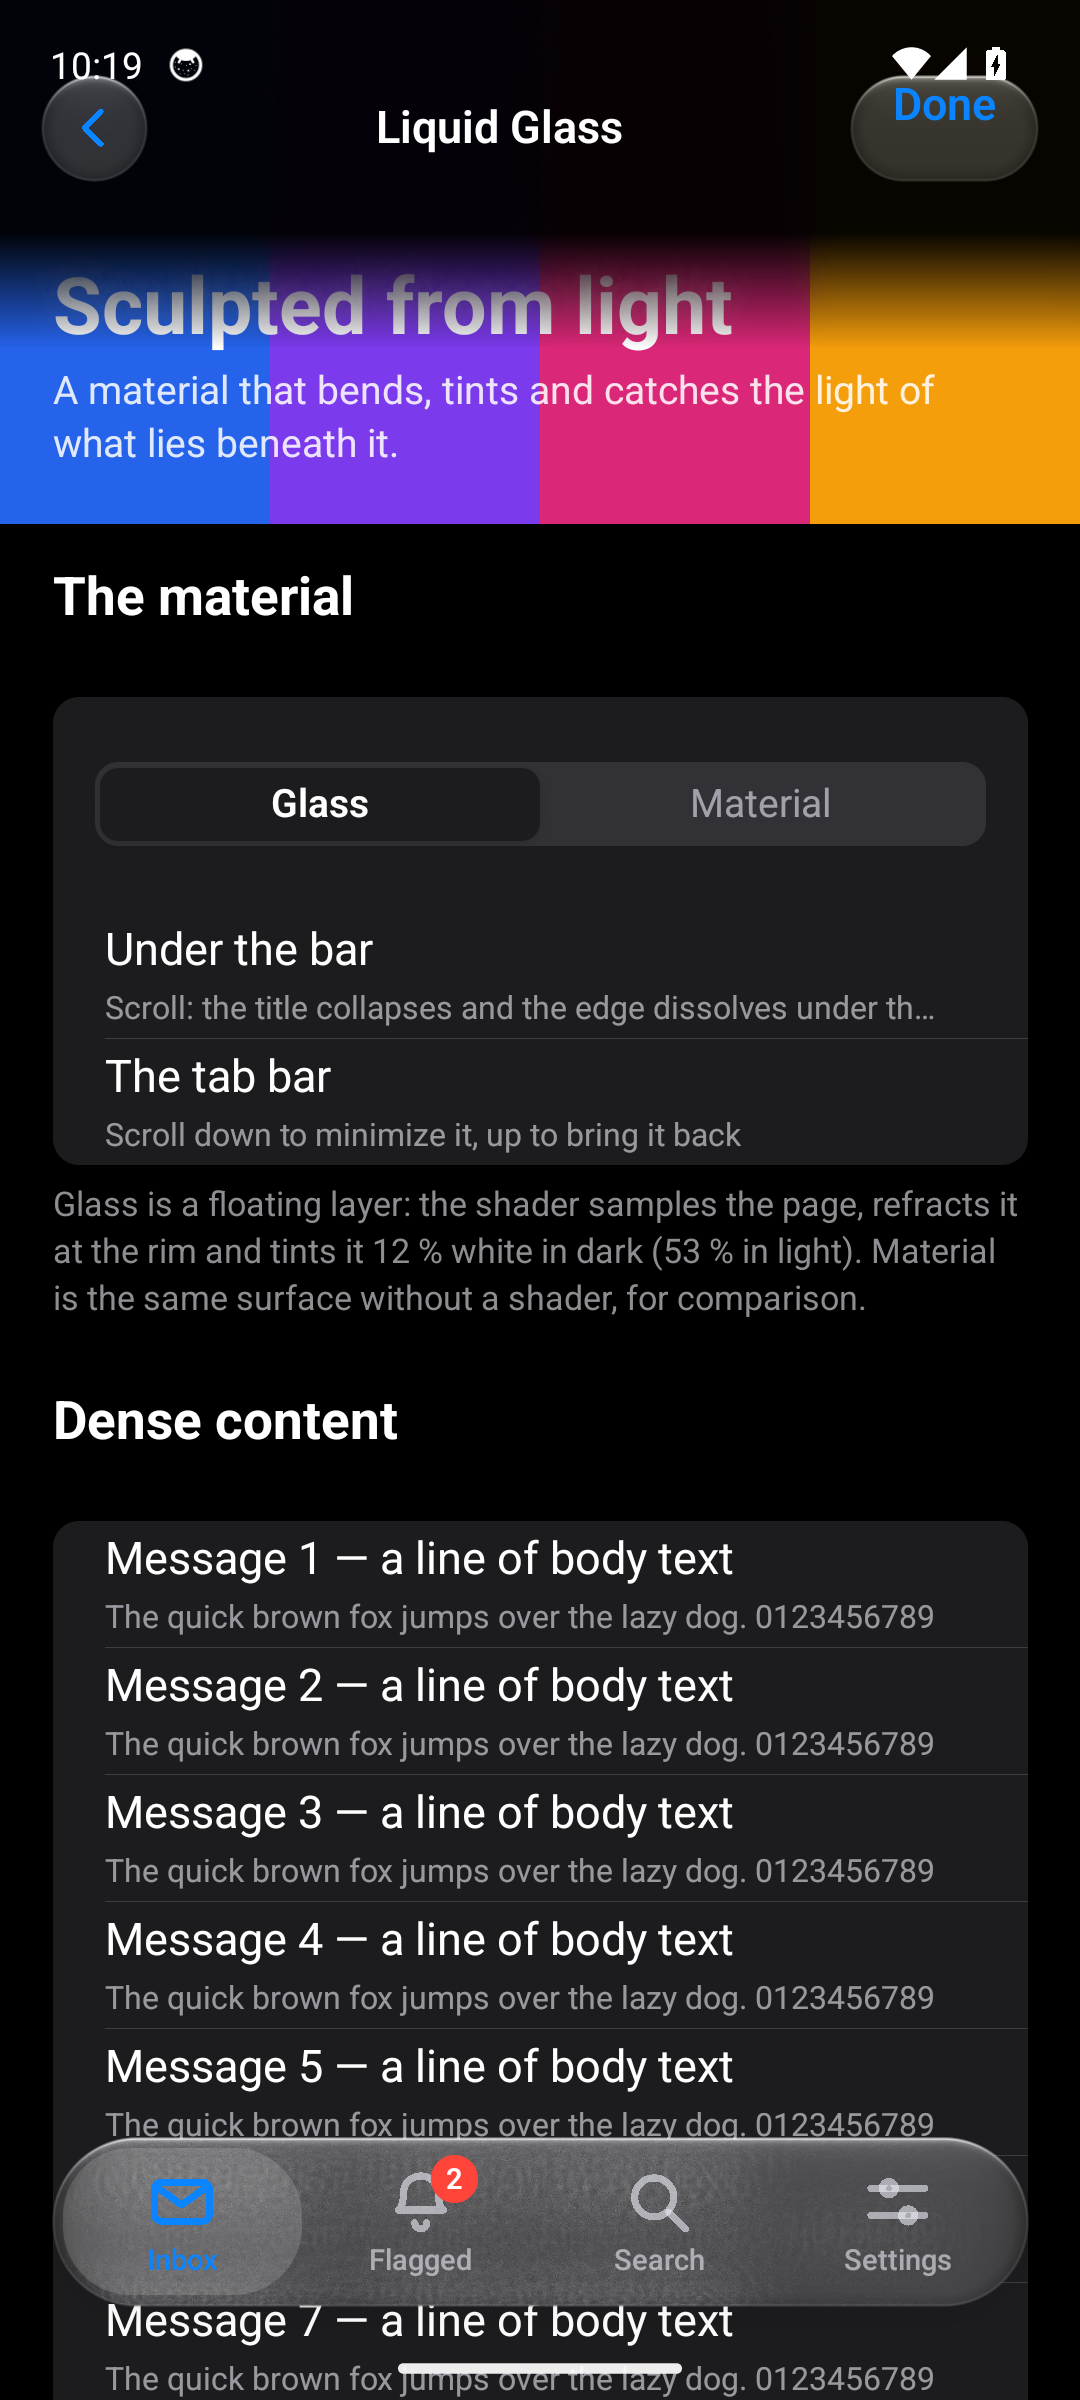 10:19
Liquid Glass
Done
Sculpted from light
A material that bends, tints and catches the light of
what lies beneath it.
The material
Glass
Material
Under the bar
Scroll: the title collapses and the edge dissolves under th…
The tab bar
Scroll down to minimize it, up to bring it back
Glass is a floating layer: the shader samples the page, refracts it
at the rim and tints it 12 % white in dark (53 % in light). Material
is the same surface without a shader, for comparison.
Dense content
Message 1 — a line of body text
The quick brown fox jumps over the lazy dog. 0123456789
Message 2 — a line of body text
The quick brown fox jumps over the lazy dog. 0123456789
Message 3 — a line of body text
The quick brown fox jumps over the lazy dog. 0123456789
Message 4 — a line of body text
The quick brown fox jumps over the lazy dog. 0123456789
Message 5 — a line of body text
The quick brown fox jumps over the lazy dog. 0123456789
2
Inbox
Flagged
Search
Settings
Message 7 — a line of body text
The quick brown fox jumps over the lazy dog. 0123456789